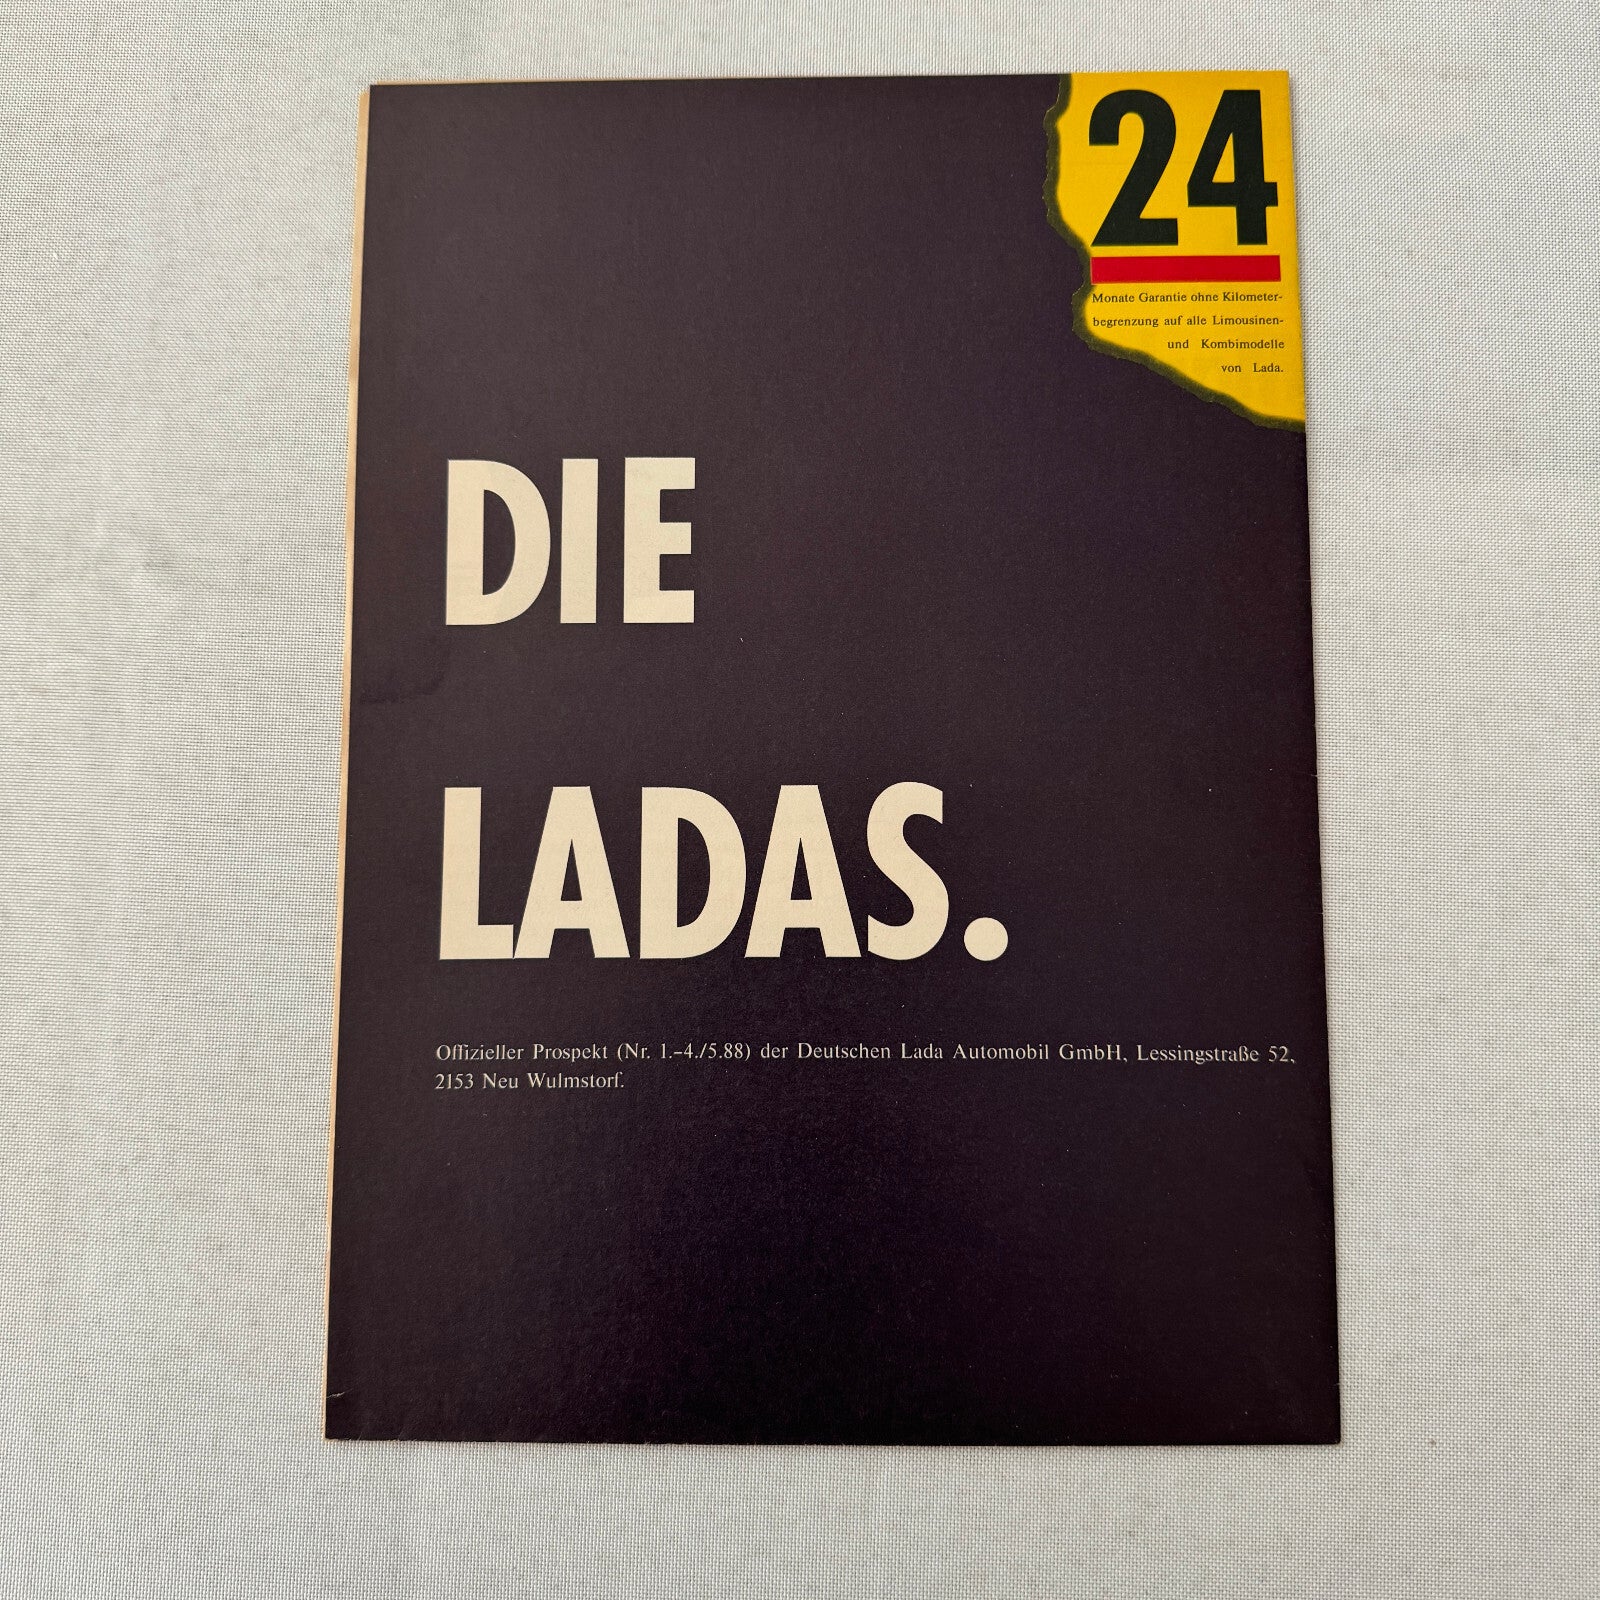 24
Monate Garantie ohne Kilometer-
begrenzung auf alle Limousinen-
und Kombimodelle
von Lada.
DIE
LADAS.
Offizieller Prospekt (Nr. 1.–4./5.88) der Deutschen Lada Automobil GmbH, Lessingstraße 52,
2153 Neu Wulmstorf.